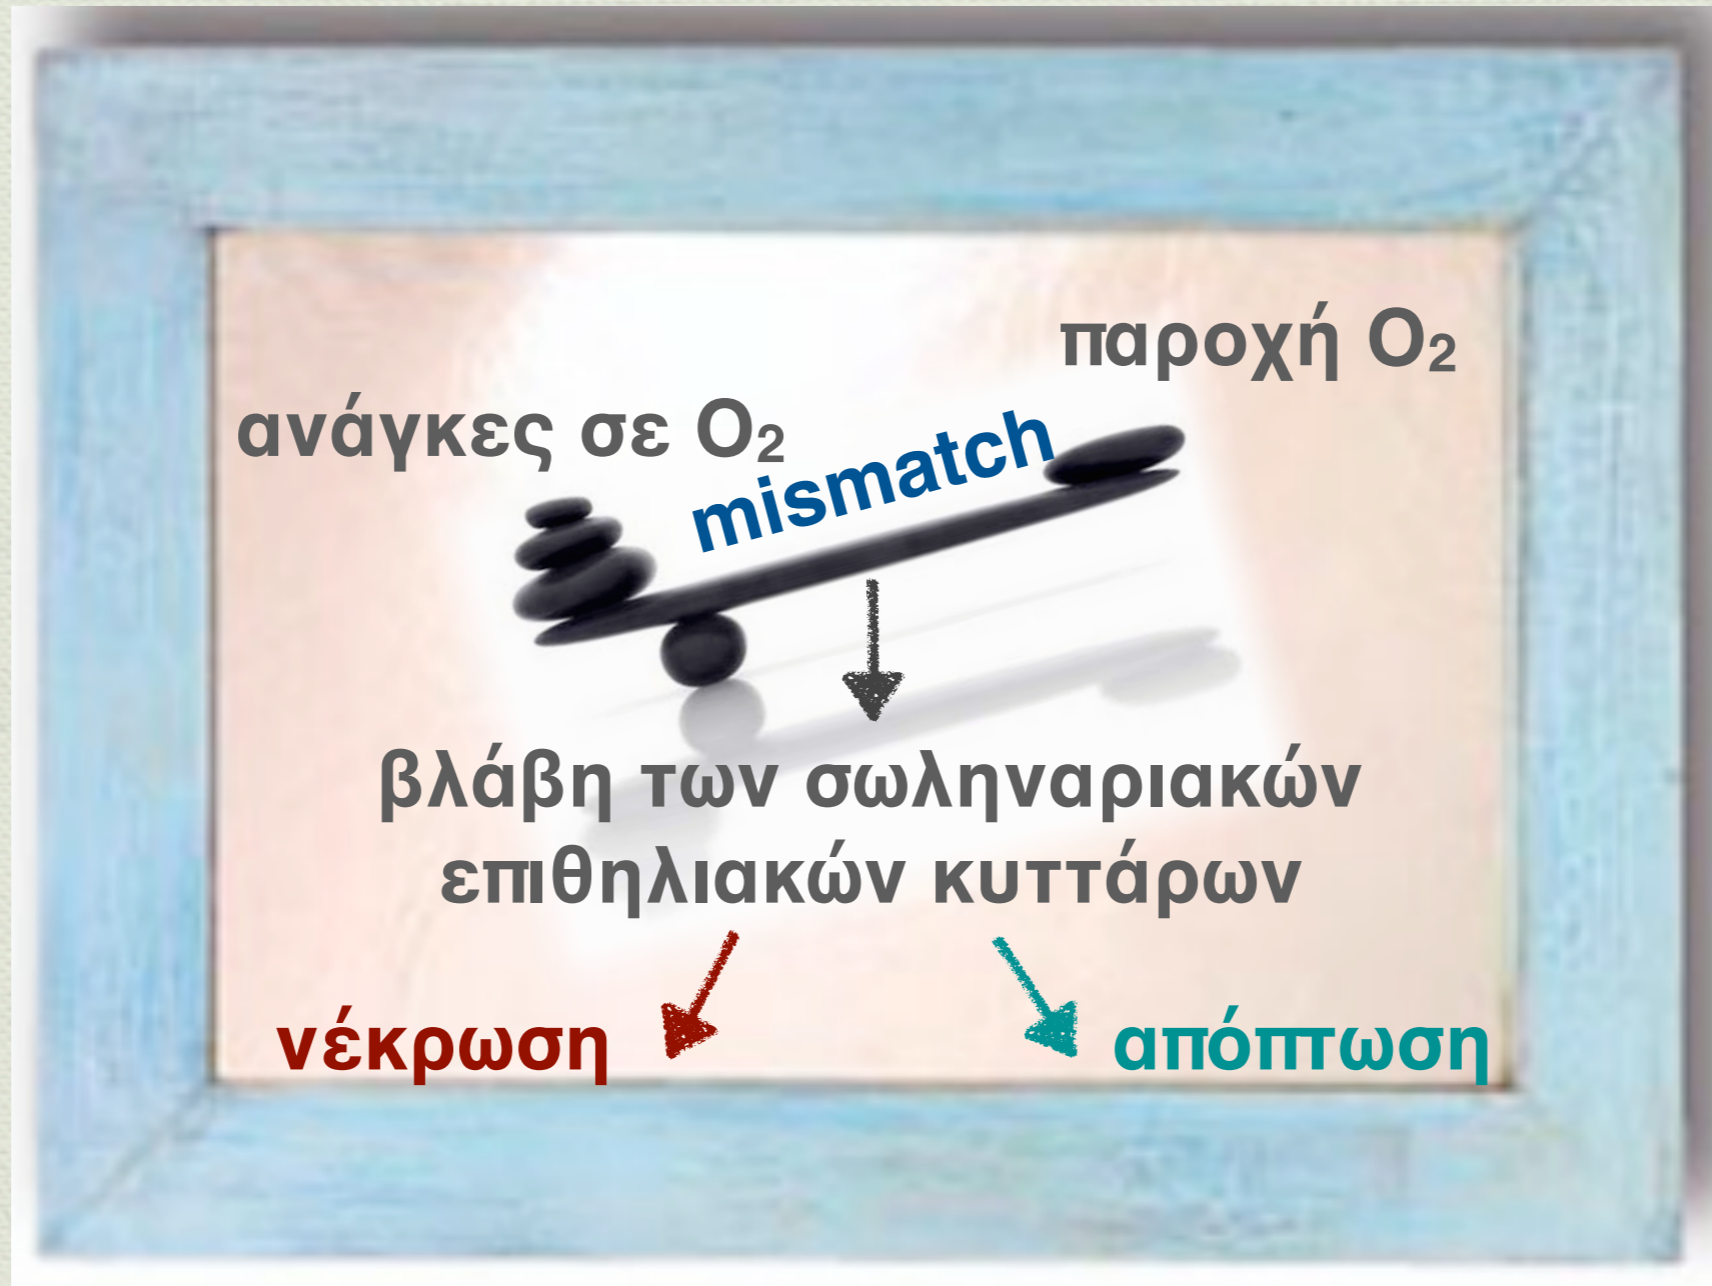 παροχή O₂
ανάγκες σε O₂
mismatch
βλάβη των σωληναριακών
επιθηλιακών κυττάρων
νέκρωση
απόπτωση